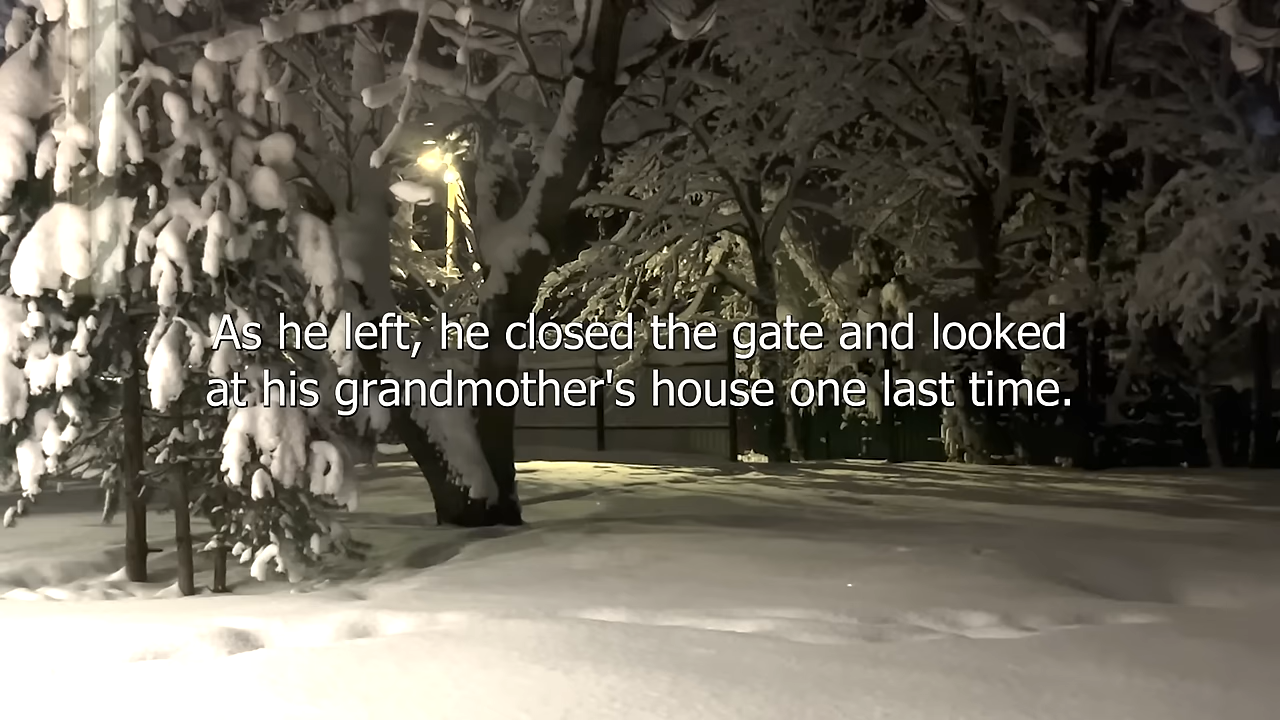 As he left, he closed the gate and looked
at his grandmother's house one last time.